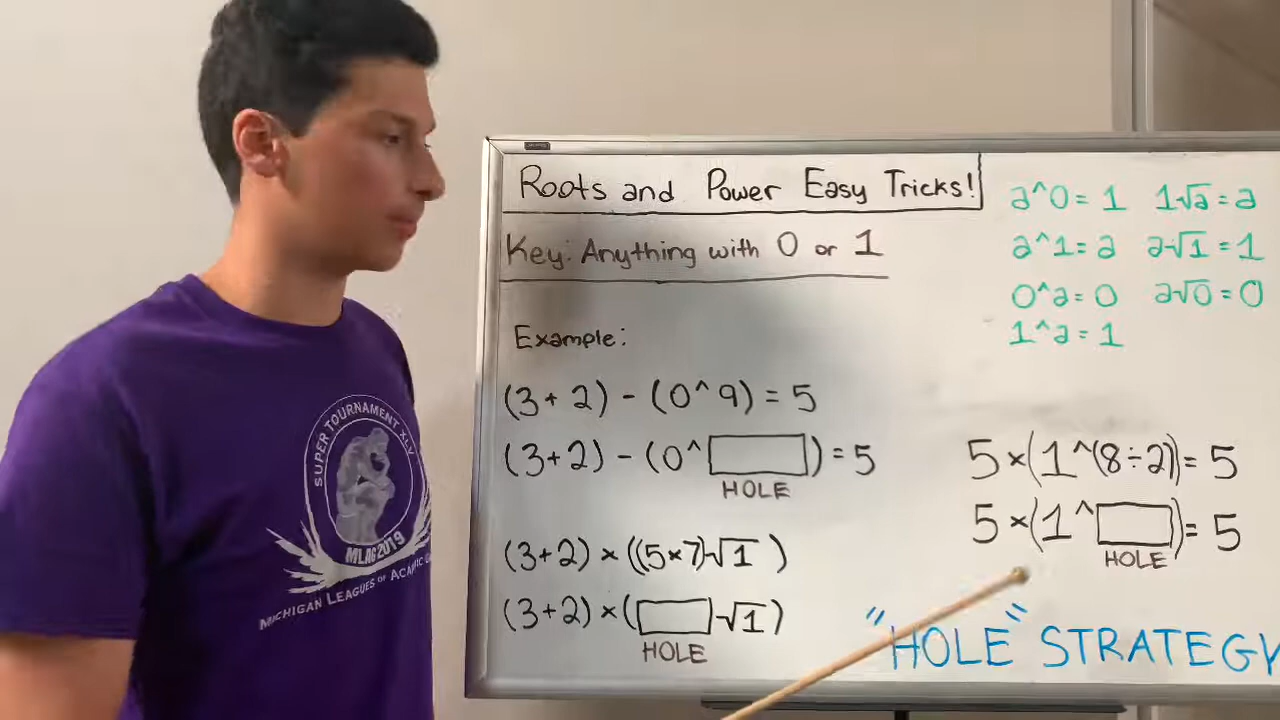 Roots and Power Easy Tricks!
Key: Anything with 0 or 1
Example:
(3+2) - (0^9) = 5
(3+2) - (0^ ) = 5
HOLE
(3+2) × ((5×7)√1 )
(3+2) × ( √1 )
HOLE
a^0 = 1 1√a = a
a^1 = a a√1 = 1
0^a = 0 a√0 = 0
1^a = 1
5 × (1^(8÷2)) = 5
5 × (1^ ) = 5
HOLE
"HOLE" STRATEGY
SUPER TOURNAMENT XLV
MLAG 2019
MICHIGAN LEAGUES OF